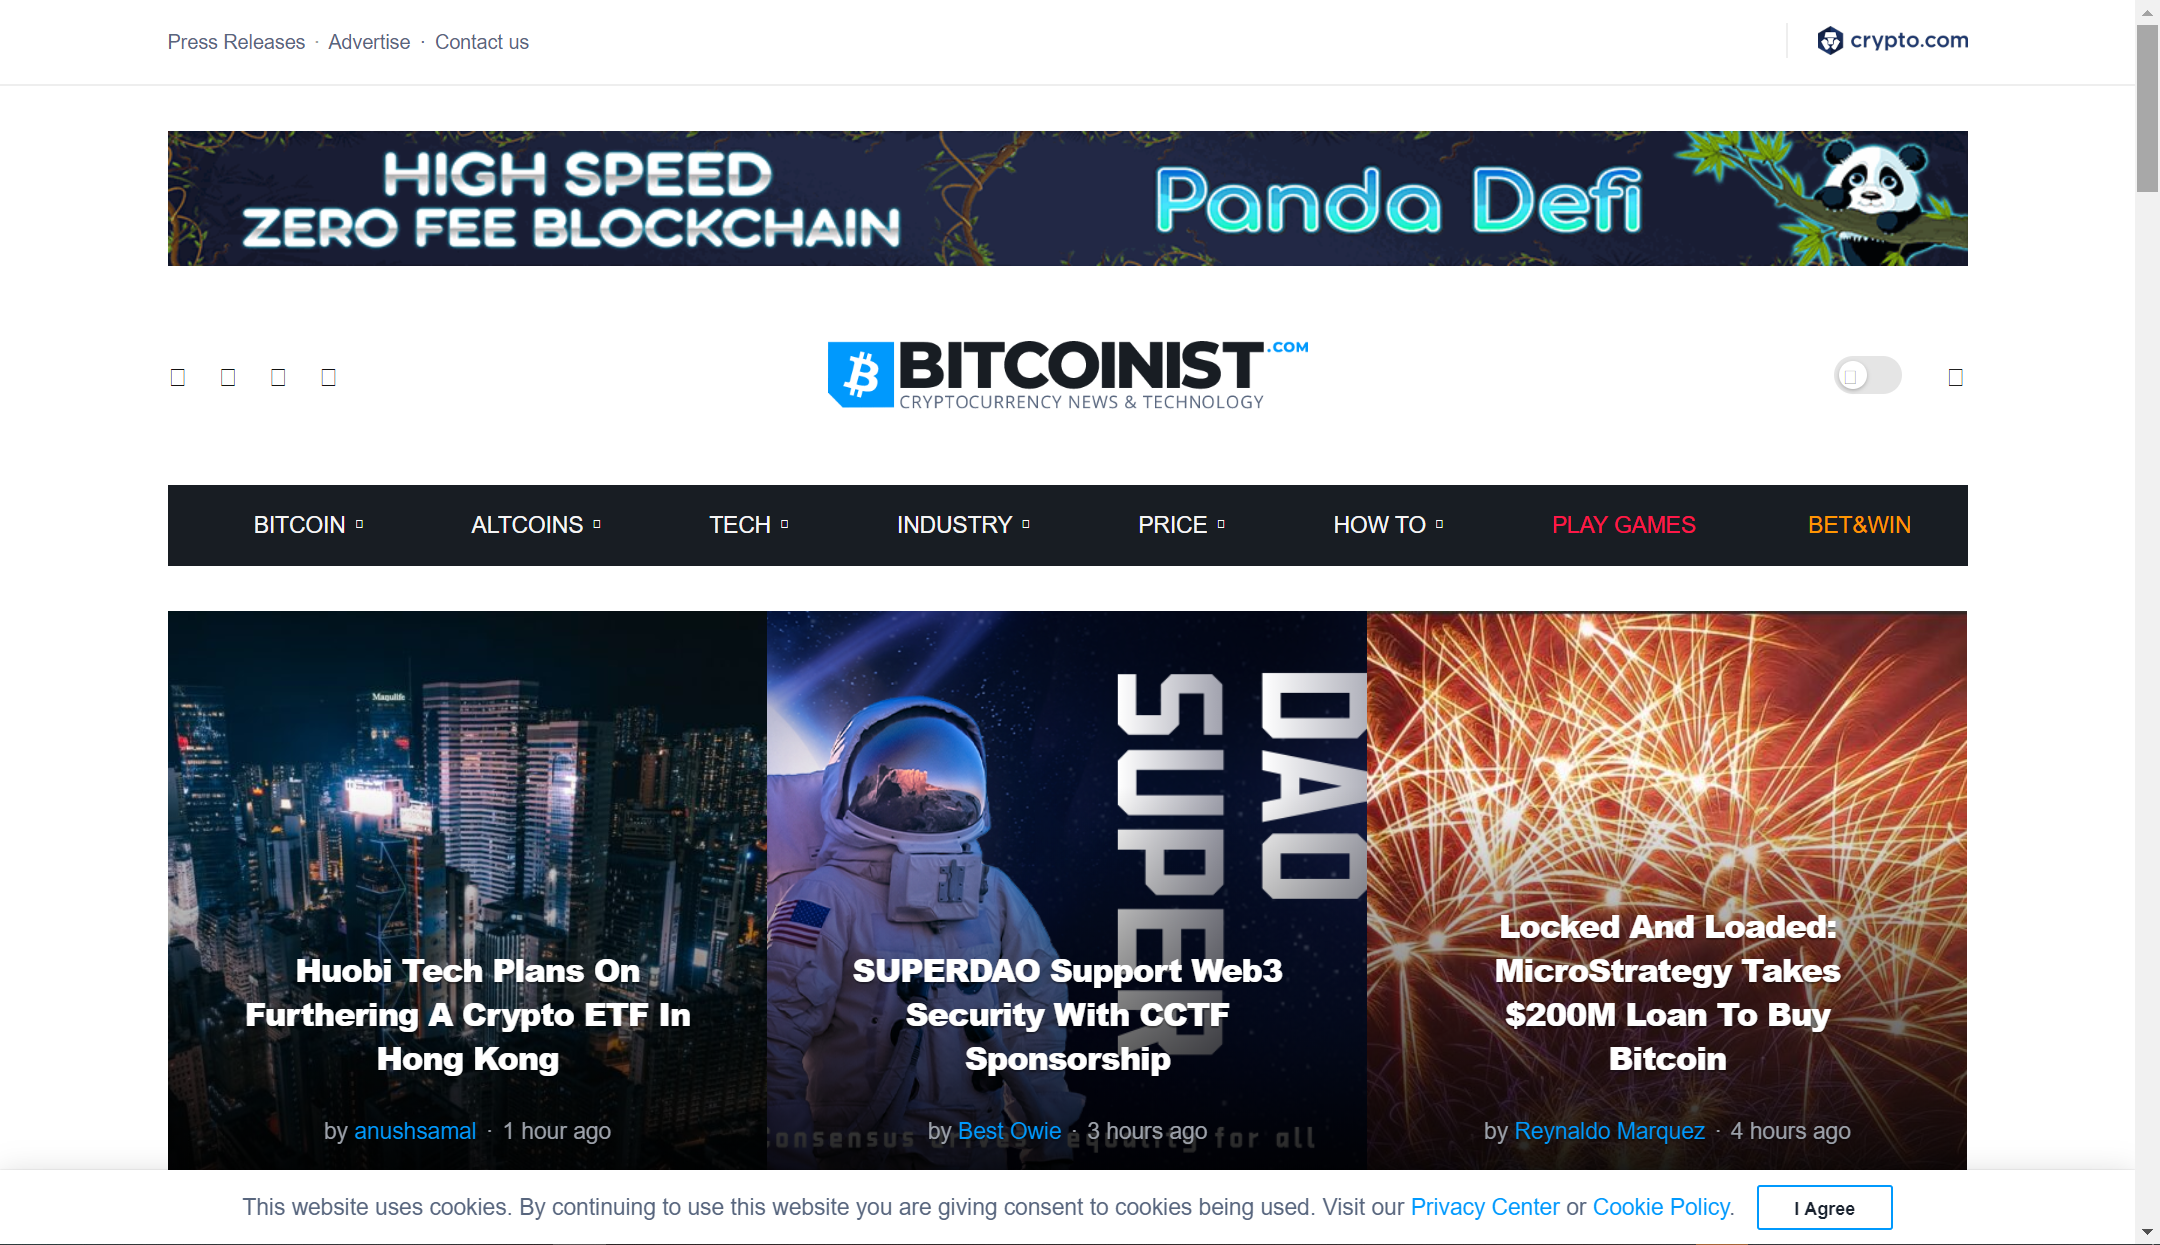 Press Releases · Advertise · Contact us
crypto.com
HIGH SPEED
ZERO FEE BLOCKCHAIN
Panda Defi
BITCOINIST.COM
CRYPTOCURRENCY NEWS & TECHNOLOGY
BITCOIN
ALTCOINS
TECH
INDUSTRY
PRICE
HOW TO
PLAY GAMES
BET&WIN
Manulife
Huobi Tech Plans On
Furthering A Crypto ETF In
Hong Kong
by anushsamal · 1 hour ago
DAO
SUPER
SUPERDAO Support Web3
Security With CCTF
Sponsorship
by Best Owie · 3 hours ago
equality for all
Locked And Loaded:
MicroStrategy Takes
$200M Loan To Buy
Bitcoin
by Reynaldo Marquez · 4 hours ago
This website uses cookies. By continuing to use this website you are giving consent to cookies being used. Visit our Privacy Center or Cookie Policy.
I Agree